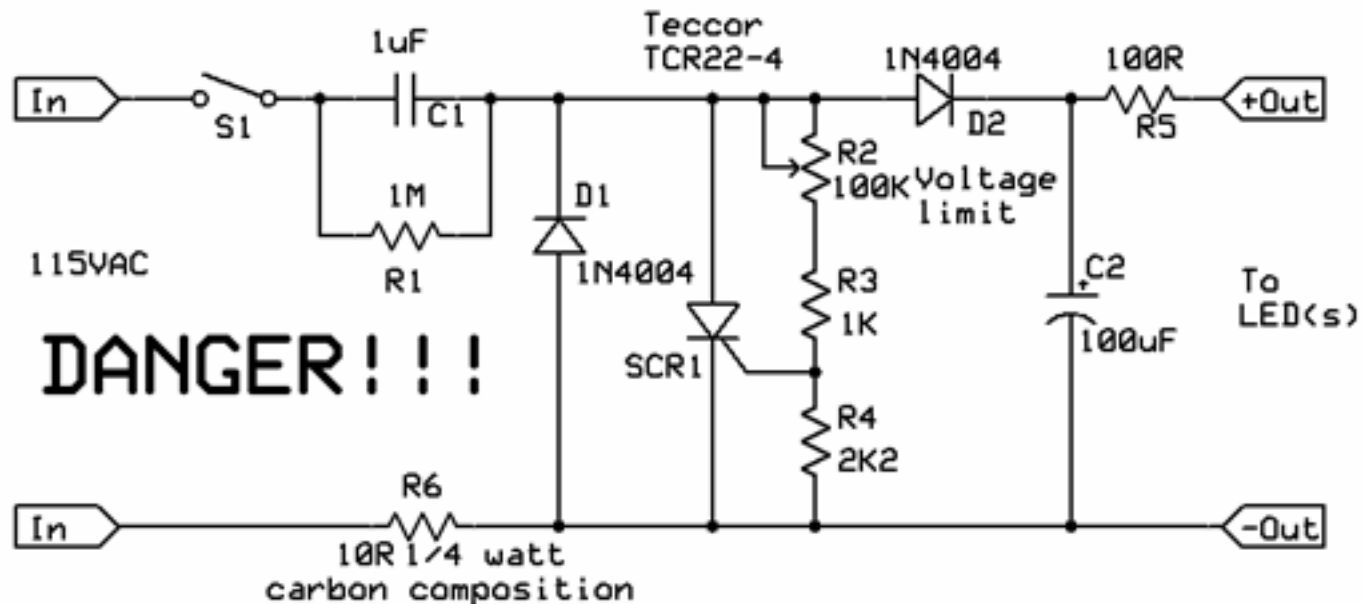 Teccor
TCR22-4
1uF
1N4004
100R
In
S1
C1
D2
R5
+Out
R2
100K
Voltage
limit
1M
R1
D1
1N4004
115VAC
R3
1K
C2
+
100uF
To
LED(s)
DANGER!!!
SCR1
R4
2K2
R6
In
10R 1/4 watt
carbon composition
-Out